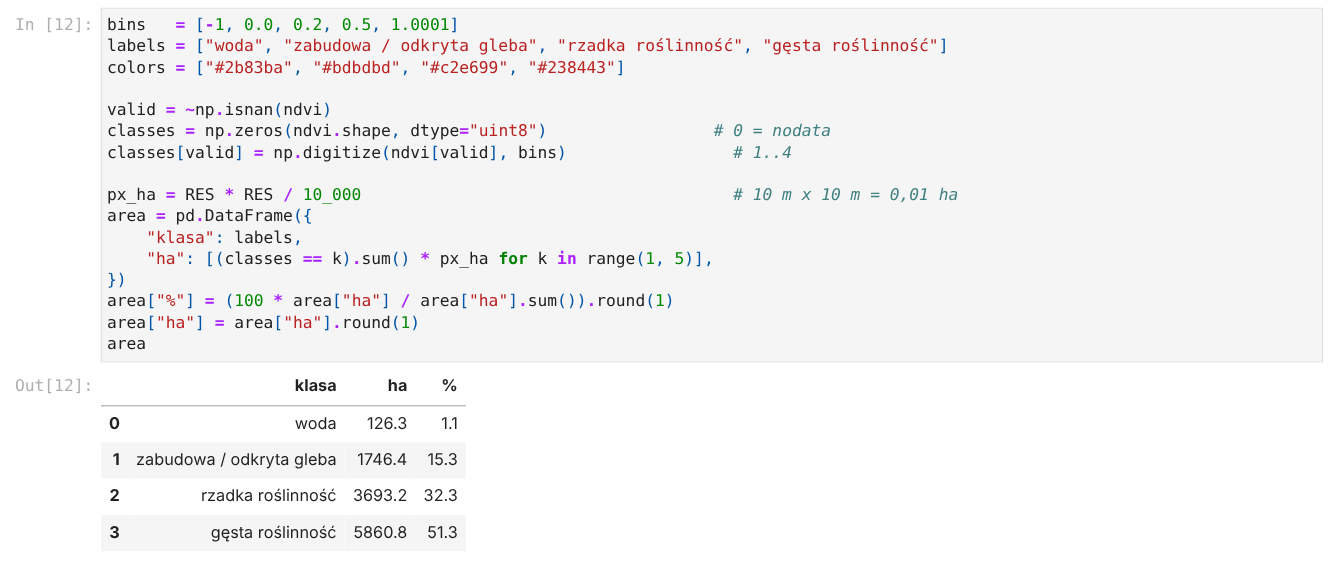 In [12]:
bins   = [-1, 0.0, 0.2, 0.5, 1.0001]
labels = ["woda", "zabudowa / odkryta gleba", "rzadka roślinność", "gęsta roślinność"]
colors = ["#2b83ba", "#bdbdbd", "#c2e699", "#238443"]

valid = ~np.isnan(ndvi)
classes = np.zeros(ndvi.shape, dtype="uint8")                 # 0 = nodata
classes[valid] = np.digitize(ndvi[valid], bins)                 # 1..4

px_ha = RES * RES / 10_000                                      # 10 m x 10 m = 0,01 ha
area = pd.DataFrame({
    "klasa": labels,
    "ha": [(classes == k).sum() * px_ha for k in range(1, 5)],
})
area["%"] = (100 * area["ha"] / area["ha"].sum()).round(1)
area["ha"] = area["ha"].round(1)
area
Out[12]:
klasa ha %
0 woda 126.3 1.1
1 zabudowa / odkryta gleba 1746.4 15.3
2 rzadka roślinność 3693.2 32.3
3 gęsta roślinność 5860.8 51.3